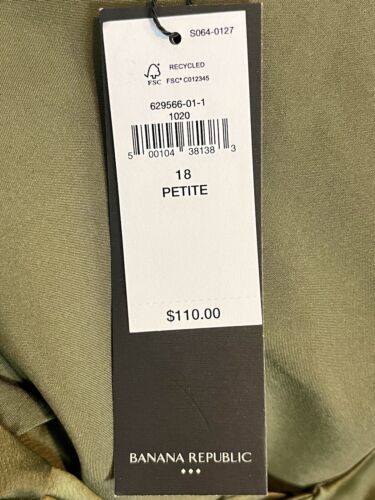 S064-0127
RECYCLED
FSC
FSC® C012345
629566-01-1
1020
5 00104 38138 3
18
PETITE
$110.00
BANANA REPUBLIC